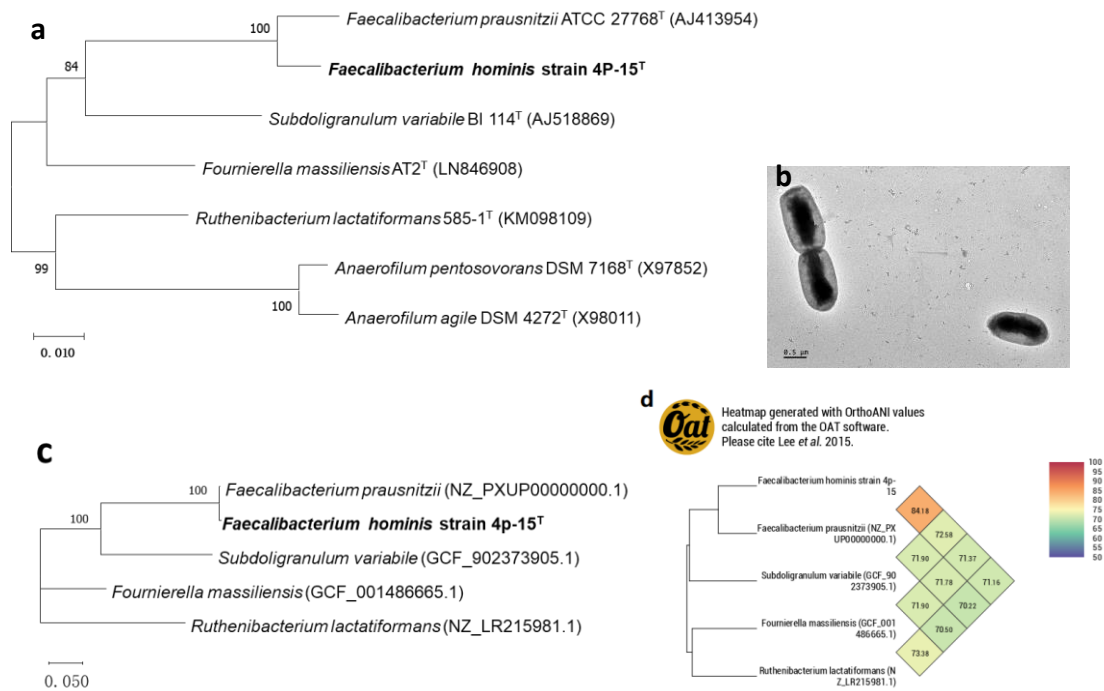 a
Faecalibacterium prausnitzii ATCC 27768T (AJ413954)
100
Faecalibacterium hominis strain 4P-15T
84
Subdoligranulum variabile BI 114T (AJ518869)
Fournierella massiliensis AT2T (LN846908)
Ruthenibacterium lactatiformans 585-1T (KM098109)
99
Anaerofilum pentosovorans DSM 7168T (X97852)
100
Anaerofilum agile DSM 4272T (X98011)
0.010
b
0.5 μm
c
100
Faecalibacterium prausnitzii (NZ_PXUP00000000.1)
100
Faecalibacterium hominis strain 4p-15T
Subdoligranulum variabile (GCF_902373905.1)
Fournierella massiliensis (GCF_001486665.1)
Ruthenibacterium lactatiformans (NZ_LR215981.1)
0.050
d
Oat
Heatmap generated with OrthoANI values
calculated from the OAT software.
Please cite Lee et al. 2015.
Faecalibacterium hominis strain 4p-
15
Faecalibacterium prausnitzii (NZ_PX
UP00000000.1)
Subdoligranulum variabile (GCF_90
2373905.1)
Fournierella massiliensis (GCF_001
486665.1)
Ruthenibacterium lactatiformans (N
Z_LR215981.1)
84.18
72.58
71.90 71.37
71.78 71.16
71.90 70.22
70.50
73.38
100
95
90
85
80
75
70
65
60
55
50